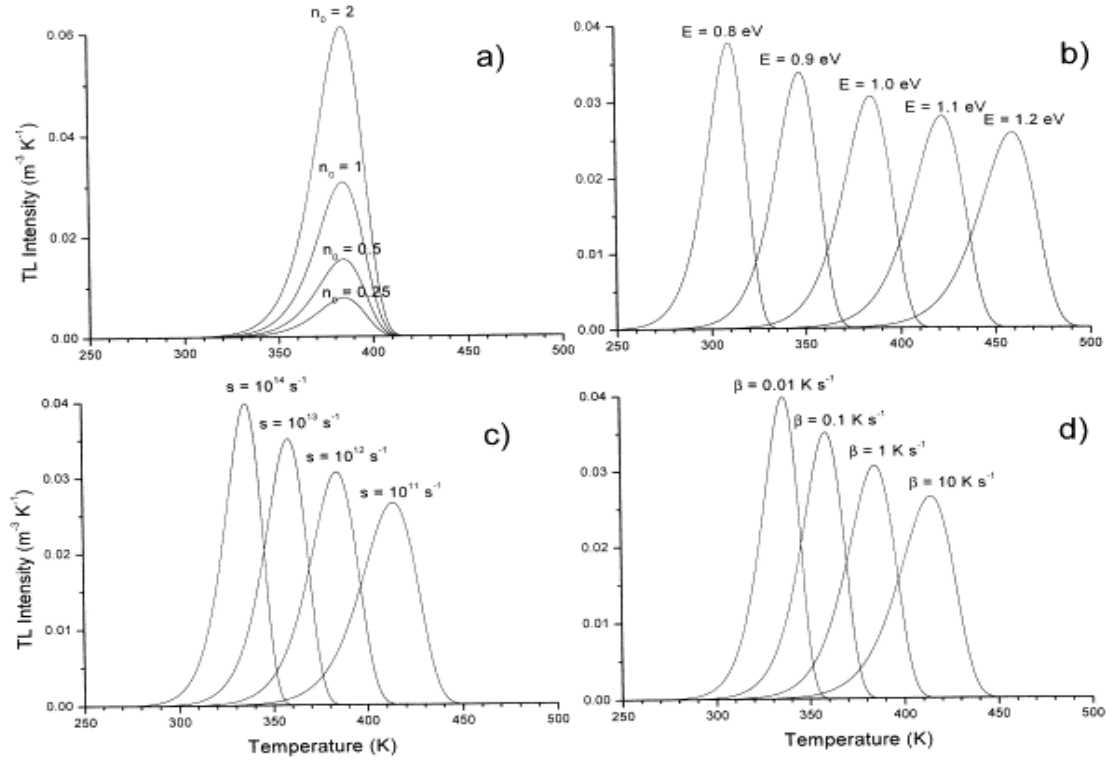 n₀ = 2
a)
0.06
n₀ = 1
0.04
0.02
n₀ = 0.5
n₀ = 0.25
0.00
250 300 350 400 450 500
TL Intensity (m⁻³ K⁻¹)
b)
0.04
E = 0.8 eV
E = 0.9 eV
E = 1.0 eV
E = 1.1 eV
E = 1.2 eV
0.03
0.02
0.01
0.00
250 300 350 400 450 500
s = 10¹⁴ s⁻¹
c)
0.04
s = 10¹³ s⁻¹
s = 10¹² s⁻¹
s = 10¹¹ s⁻¹
0.03
0.02
0.01
0.00
250 300 350 400 450 500
TL Intensity (m⁻³ K⁻¹)
Temperature (K)
β = 0.01 K s⁻¹
d)
0.04
β = 0.1 K s⁻¹
β = 1 K s⁻¹
β = 10 K s⁻¹
0.03
0.02
0.01
0.00
250 300 350 400 450 500
Temperature (K)